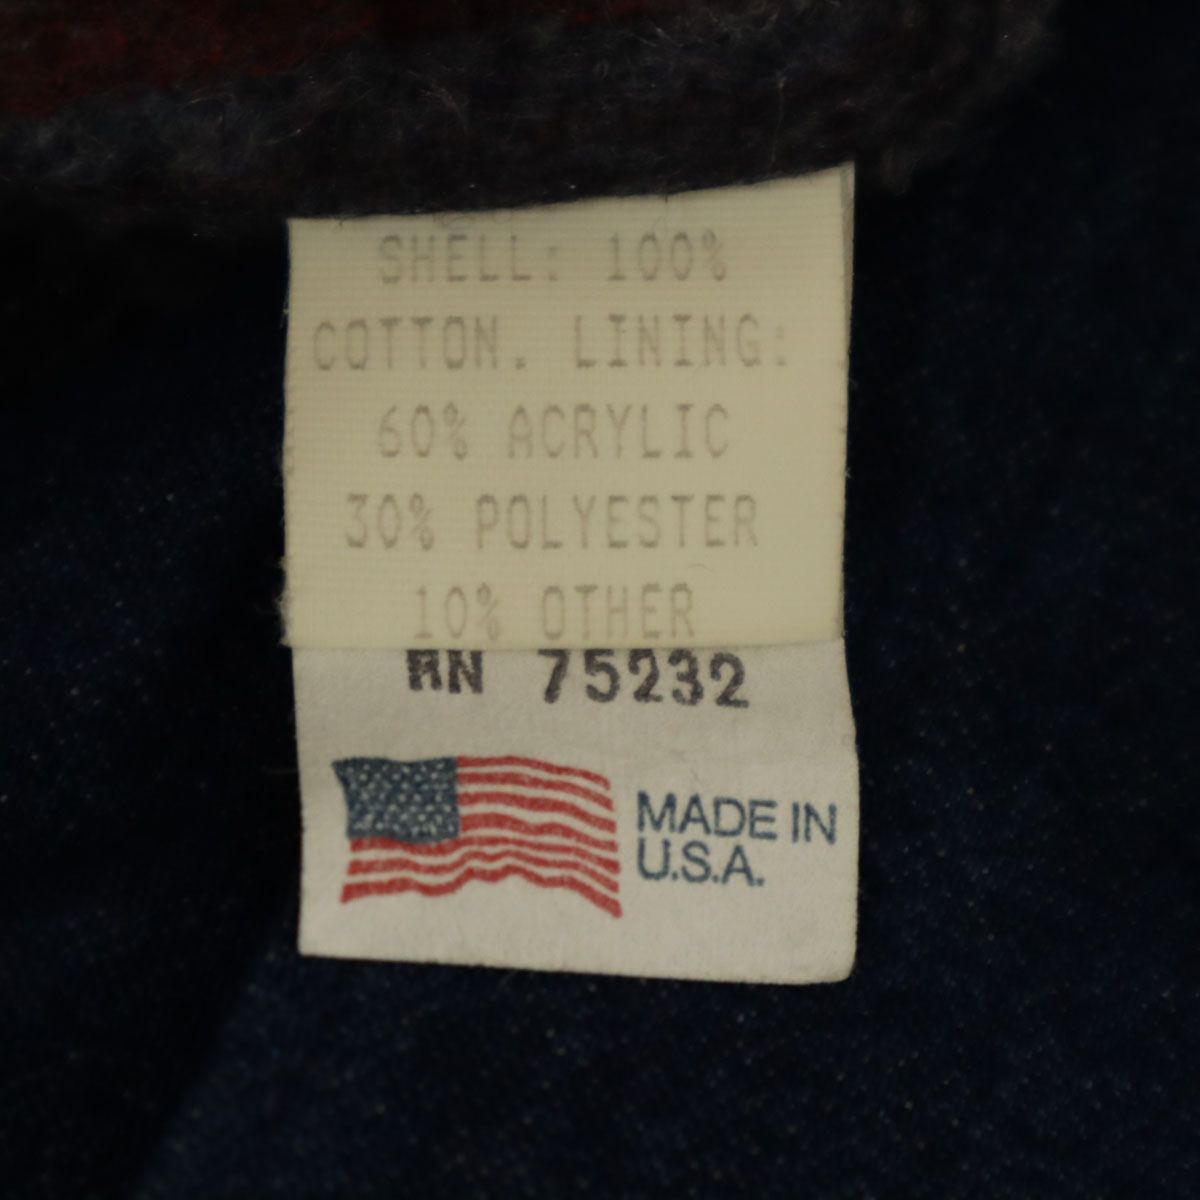 SHELL: 100%
COTTON. LINING:
60% ACRYLIC
30% POLYESTER
10% OTHER
RN 75232
MADE IN
U.S.A.